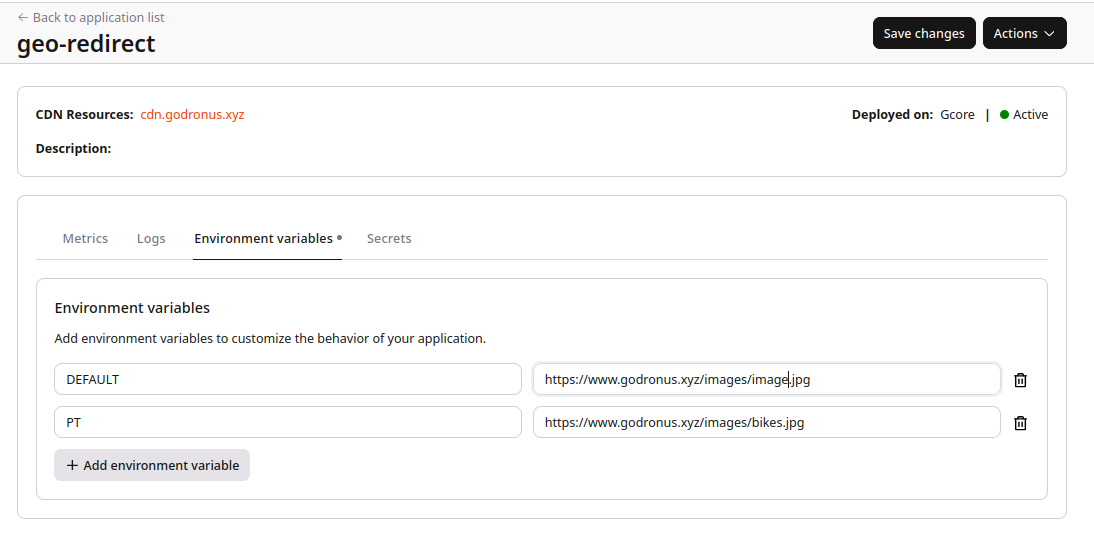 ← Back to application list
geo-redirect
Save changes
Actions
CDN Resources: cdn.godronus.xyz
Deployed on: Gcore | Active
Description:
Metrics Logs Environment variables • Secrets
Environment variables
Add environment variables to customize the behavior of your application.
DEFAULT https://www.godronus.xyz/images/image.jpg
PT https://www.godronus.xyz/images/bikes.jpg
+ Add environment variable